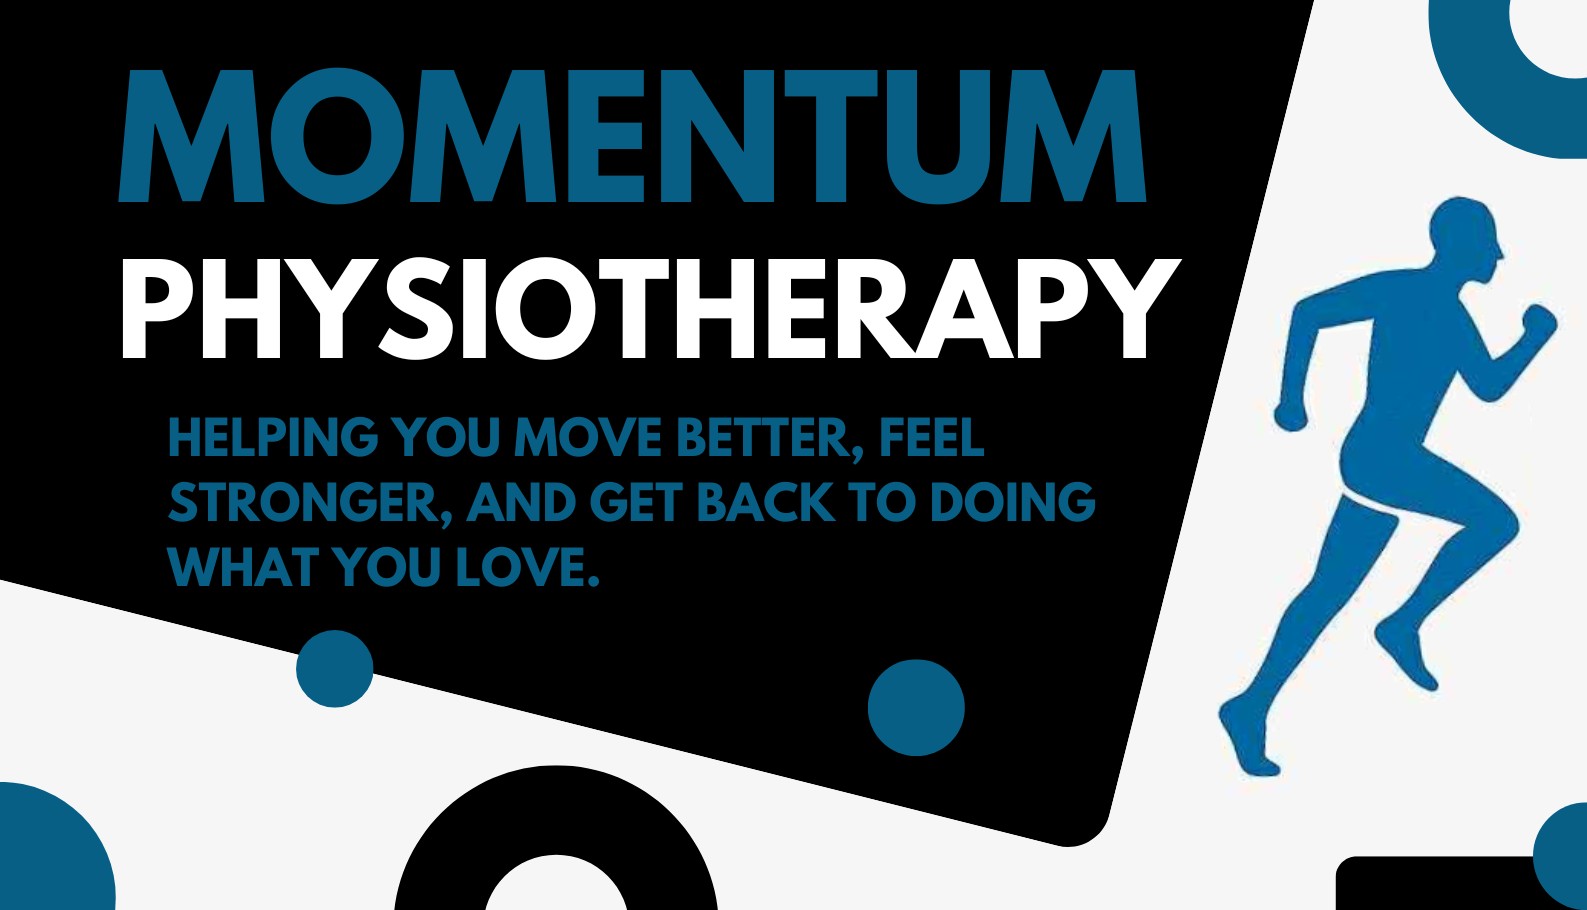 MOMENTUM
PHYSIOTHERAPY
HELPING YOU MOVE BETTER, FEEL
STRONGER, AND GET BACK TO DOING
WHAT YOU LOVE.